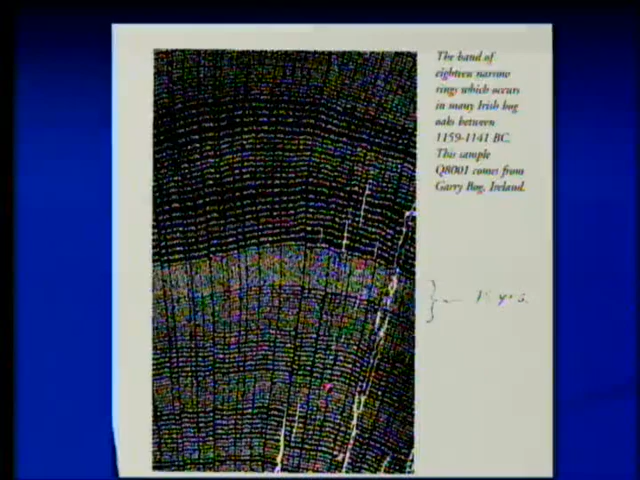 The band of
eighteen narrow
rings which occurs
in many Irish bog
oaks between
1159-1141 BC.
This sample
Q8001 comes from
Garry Bog, Ireland.
yrs.